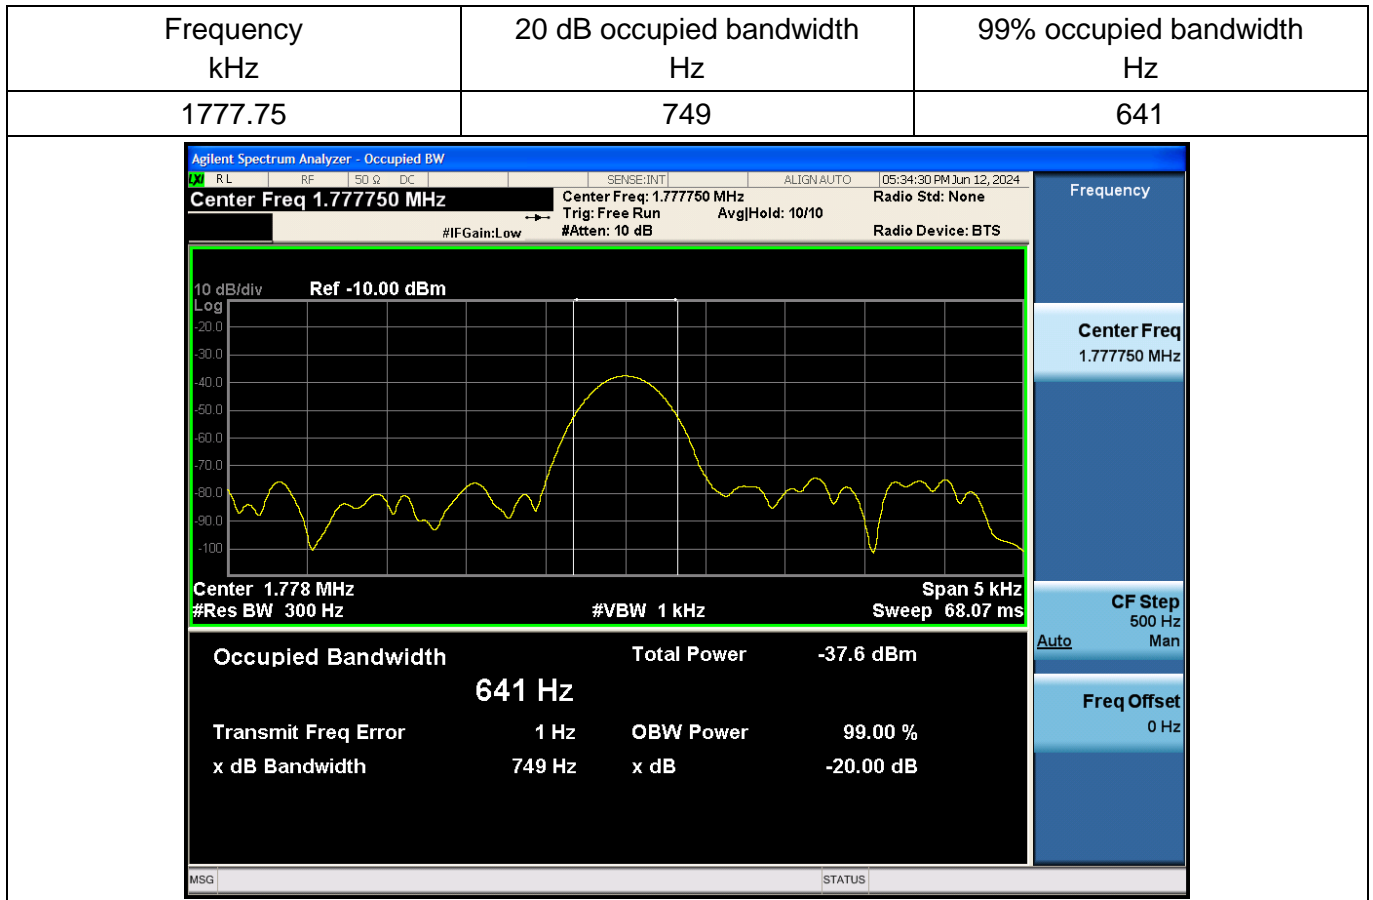 Frequency 20 dB occupied bandwidth 99% occupied bandwidth
kHz Hz Hz
1777.75 749 641
Agilent Spectrum Analyzer - Occupied BW
LXI RL RF 50 Ω DC SENSE:INT ALIGN AUTO 05:34:30 PM Jun 12, 2024
Center Freq 1.777750 MHz Center Freq: 1.777750 MHz Radio Std: None Frequency
Trig: Free Run Avg|Hold: 10/10
#IFGain:Low #Atten: 10 dB Radio Device: BTS
10 dB/div Ref -10.00 dBm
Log
-20.0
Center Freq
-30.0
1.777750 MHz
-40.0
-50.0
-60.0
-70.0
-80.0
-90.0
-100
Center 1.778 MHz Span 5 kHz
#Res BW 300 Hz #VBW 1 kHz Sweep 68.07 ms
CF Step
500 Hz
Auto Man
Occupied Bandwidth Total Power -37.6 dBm
641 Hz
Freq Offset
0 Hz
Transmit Freq Error 1 Hz OBW Power 99.00 %
x dB Bandwidth 749 Hz x dB -20.00 dB
MSG STATUS